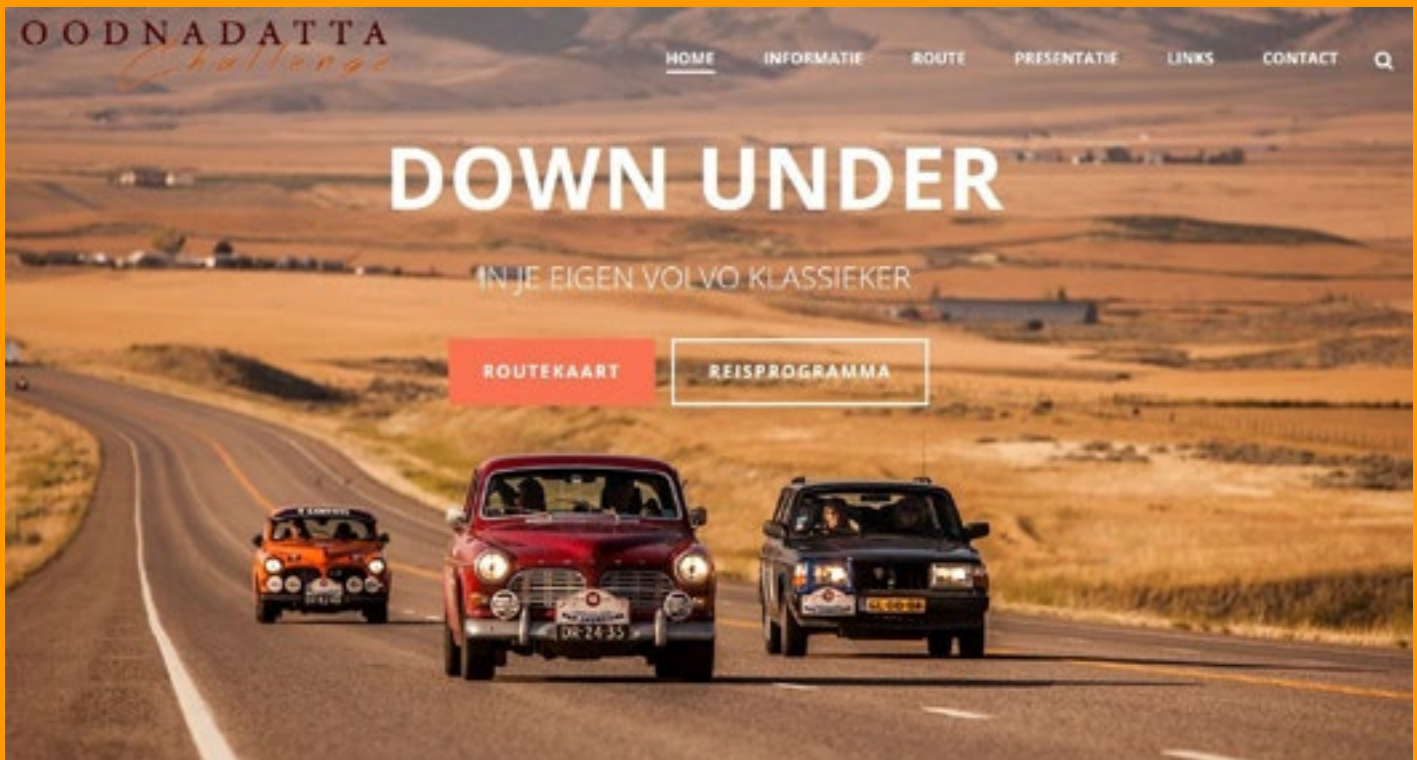 OODNADATTA
Challenge
HOME INFORMATIE ROUTE PRESENTATIE LINKS CONTACT
DOWN UNDER
IN JE EIGEN VOLVO KLASSIEKER
ROUTEKAART REISPROGRAMMA
DR-24-35